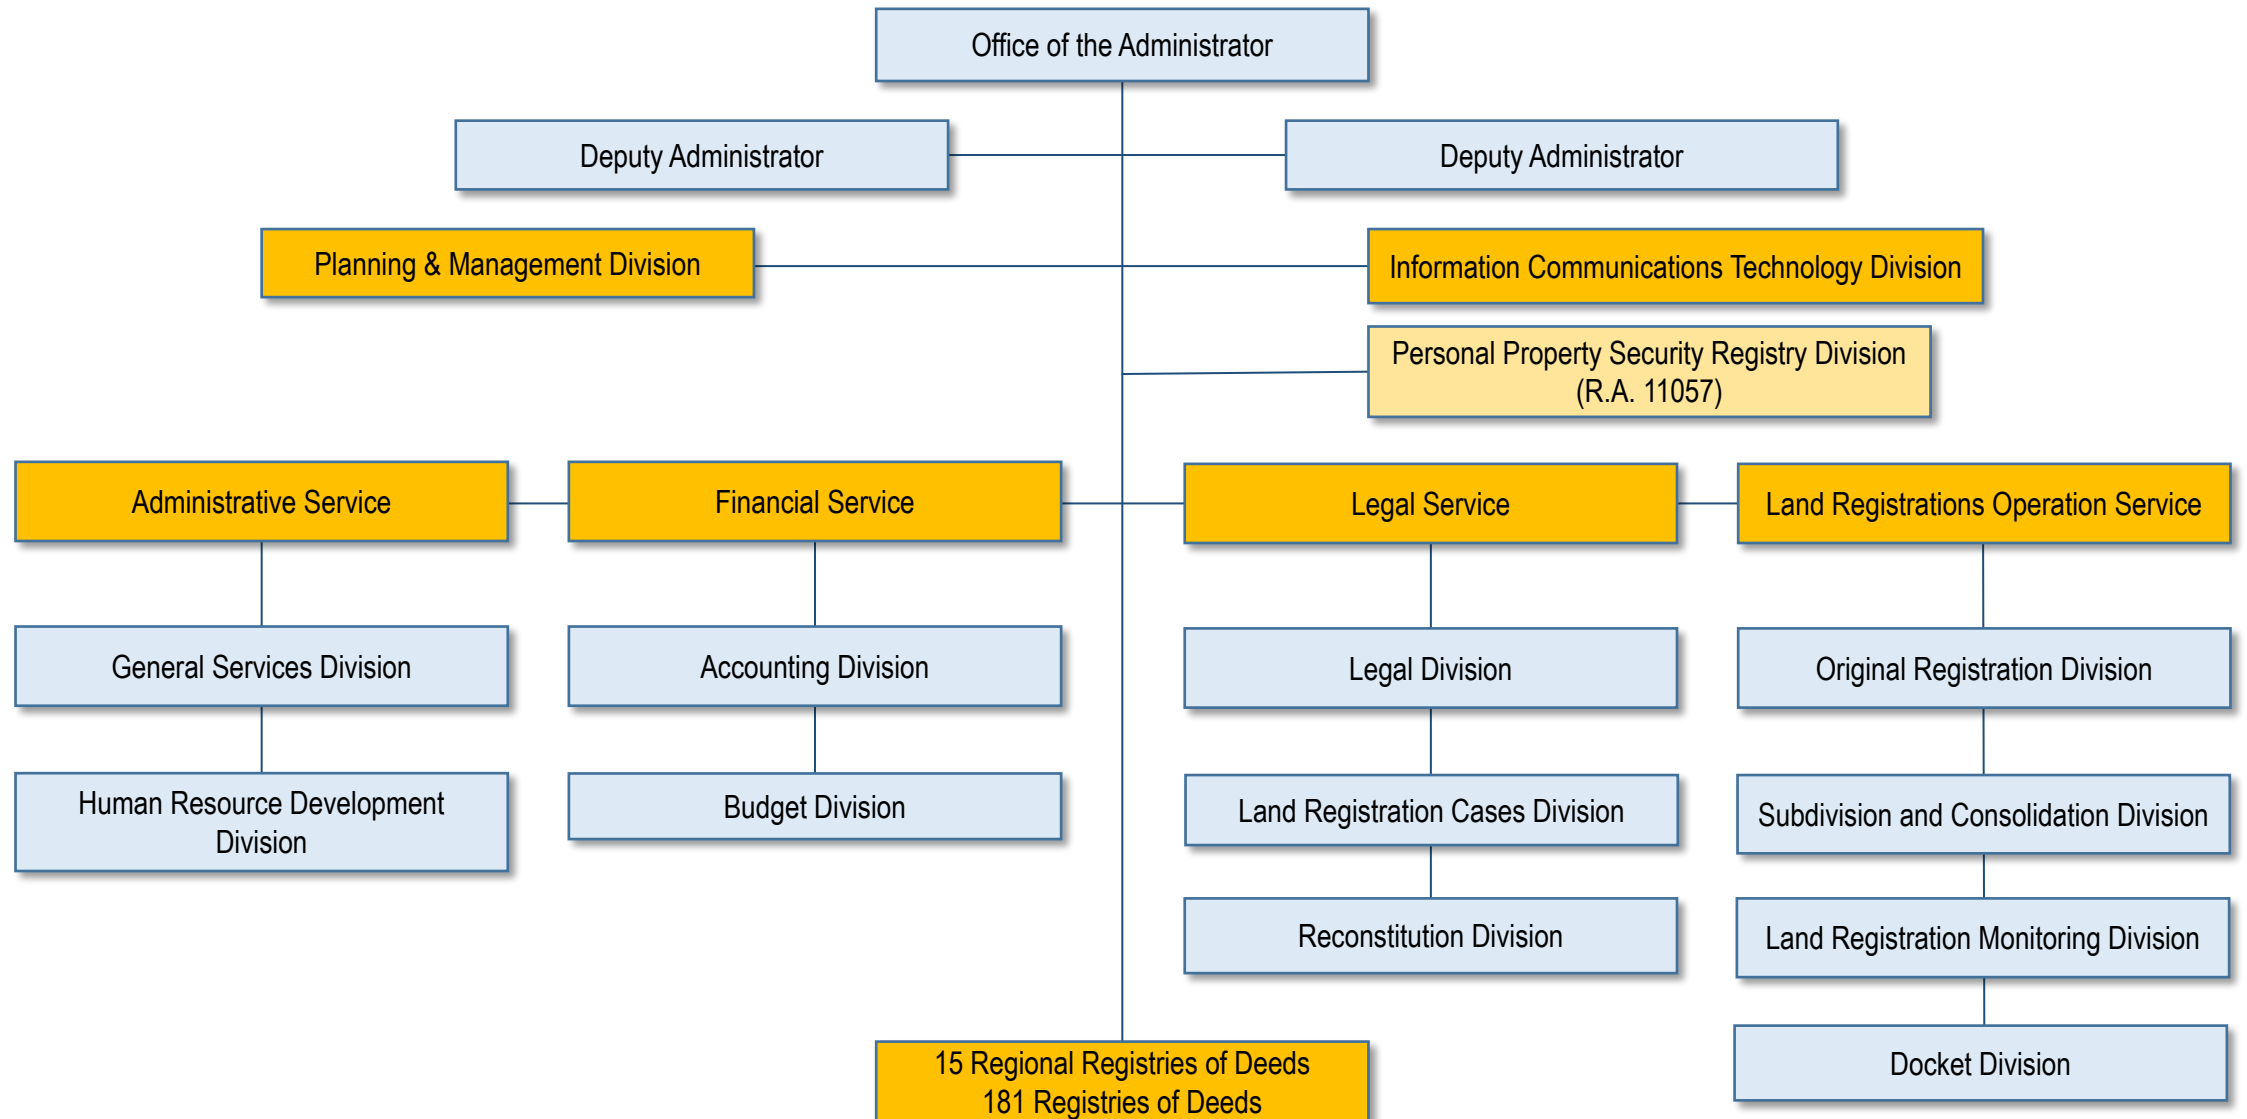 Office of the Administrator
Deputy Administrator
Deputy Administrator
Planning & Management Division
Information Communications Technology Division
Personal Property Security Registry Division
(R.A. 11057)
Administrative Service
Financial Service
Legal Service
Land Registrations Operation Service
General Services Division
Accounting Division
Legal Division
Original Registration Division
Human Resource Development
Division
Budget Division
Land Registration Cases Division
Subdivision and Consolidation Division
Reconstitution Division
Land Registration Monitoring Division
15 Regional Registries of Deeds
181 Registries of Deeds
Docket Division